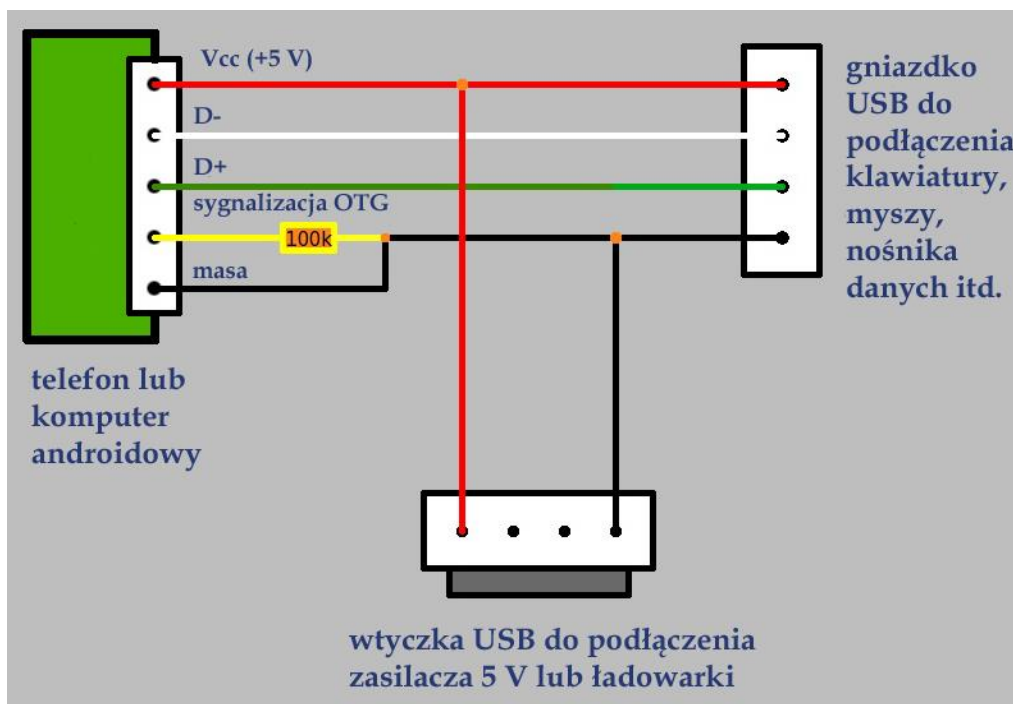 Vcc (+5 V)
D-
D+
sygnalizacja OTG
100k
masa
telefon lub
komputer
androidowy
gniazdko
USB do
podłączenia
klawiatury,
myszy,
nośnika
danych itd.
wtyczka USB do podłączenia
zasilacza 5 V lub ładowarki